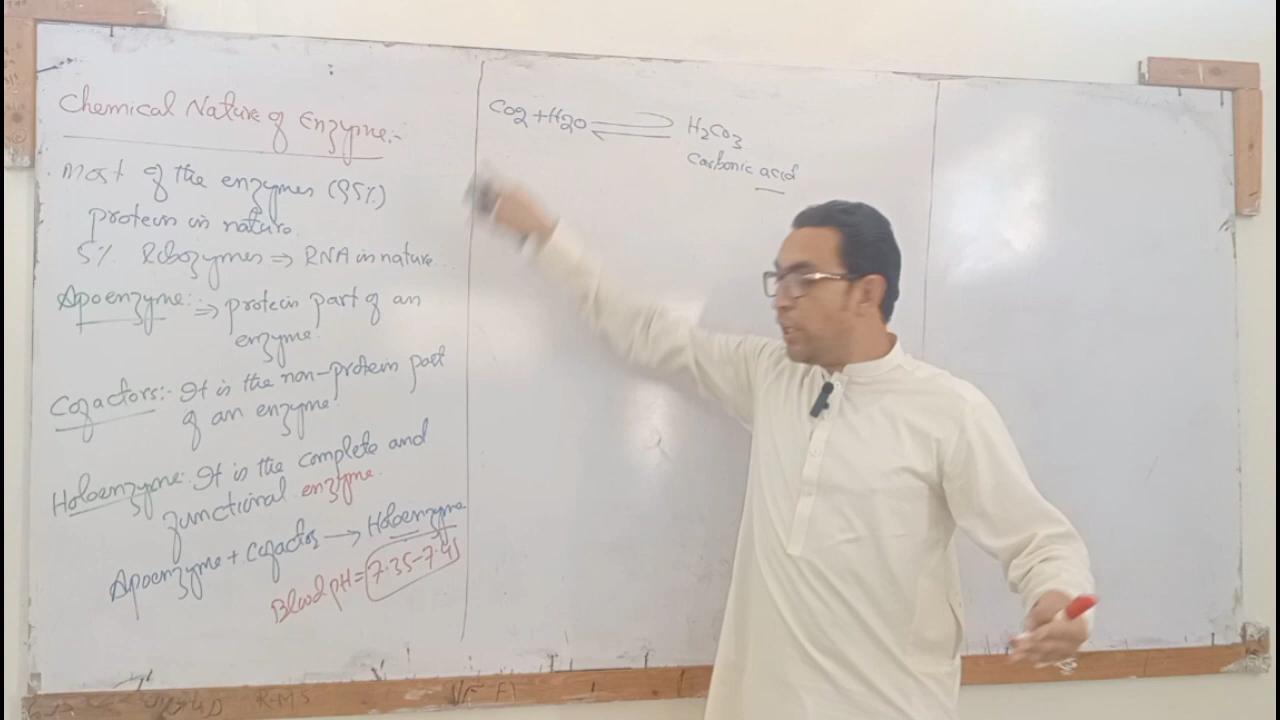 Chemical Nature of Enzyme:-
Most of the enzymes (95%)
protein in nature.
5% Ribozymes ⇒ RNA in nature.
Apoenzyme:⇒ protein part of an
enzyme.
Cofactors:- It is the non-protein part
of an enzyme.
Holoenzyme: It is the complete and
functional enzyme.
Apoenzyme + Cofactor → Holoenzyme
Blood pH = 7.35-7.45
CO2 + H2O ⇌ H2CO3
Carbonic acid
RMS